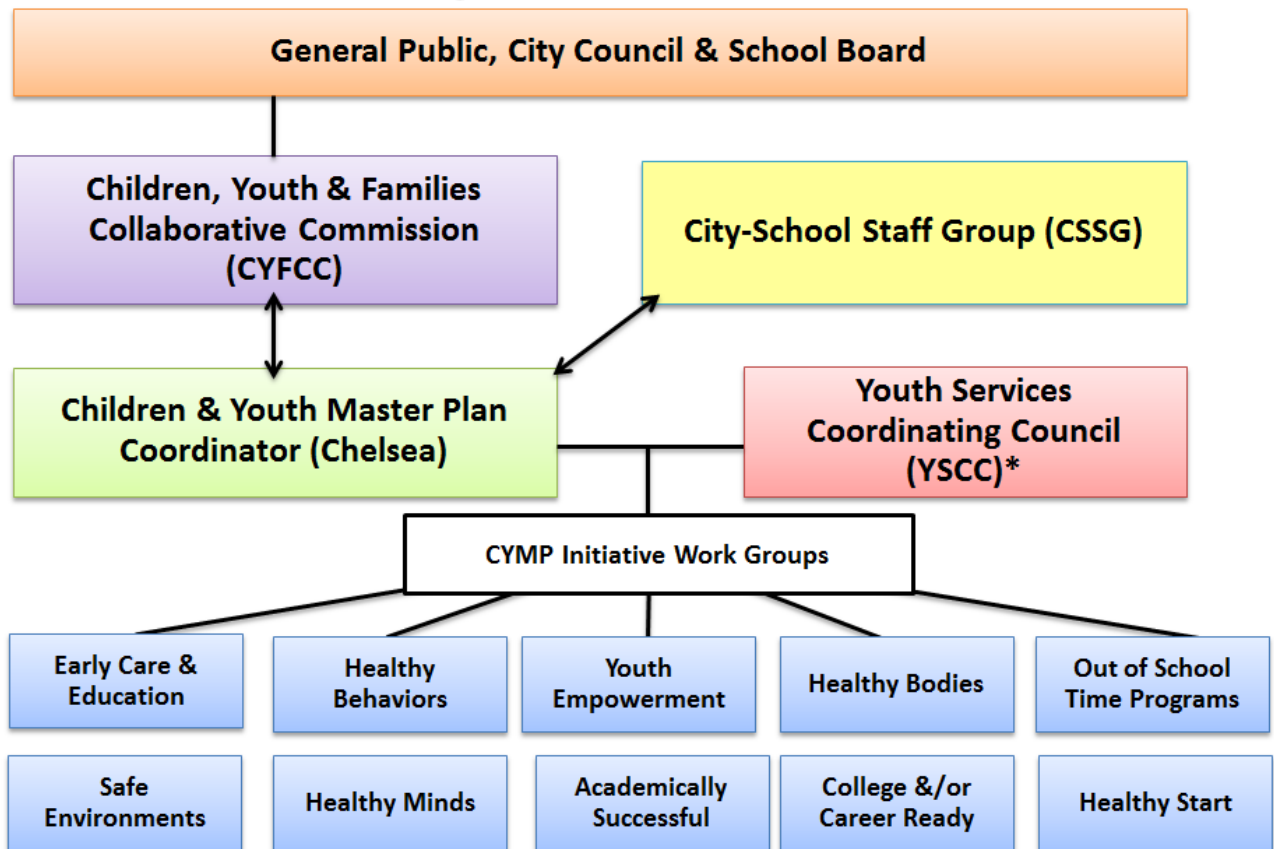 General Public, City Council & School Board
Children, Youth & Families
Collaborative Commission
(CYFCC)
City-School Staff Group (CSSG)
Children & Youth Master Plan
Coordinator (Chelsea)
Youth Services
Coordinating Council
(YSCC)*
CYMP Initiative Work Groups
Early Care &
Education
Healthy
Behaviors
Youth
Empowerment
Healthy Bodies
Out of School
Time Programs
Safe
Environments
Healthy Minds
Academically
Successful
College &/or
Career Ready
Healthy Start